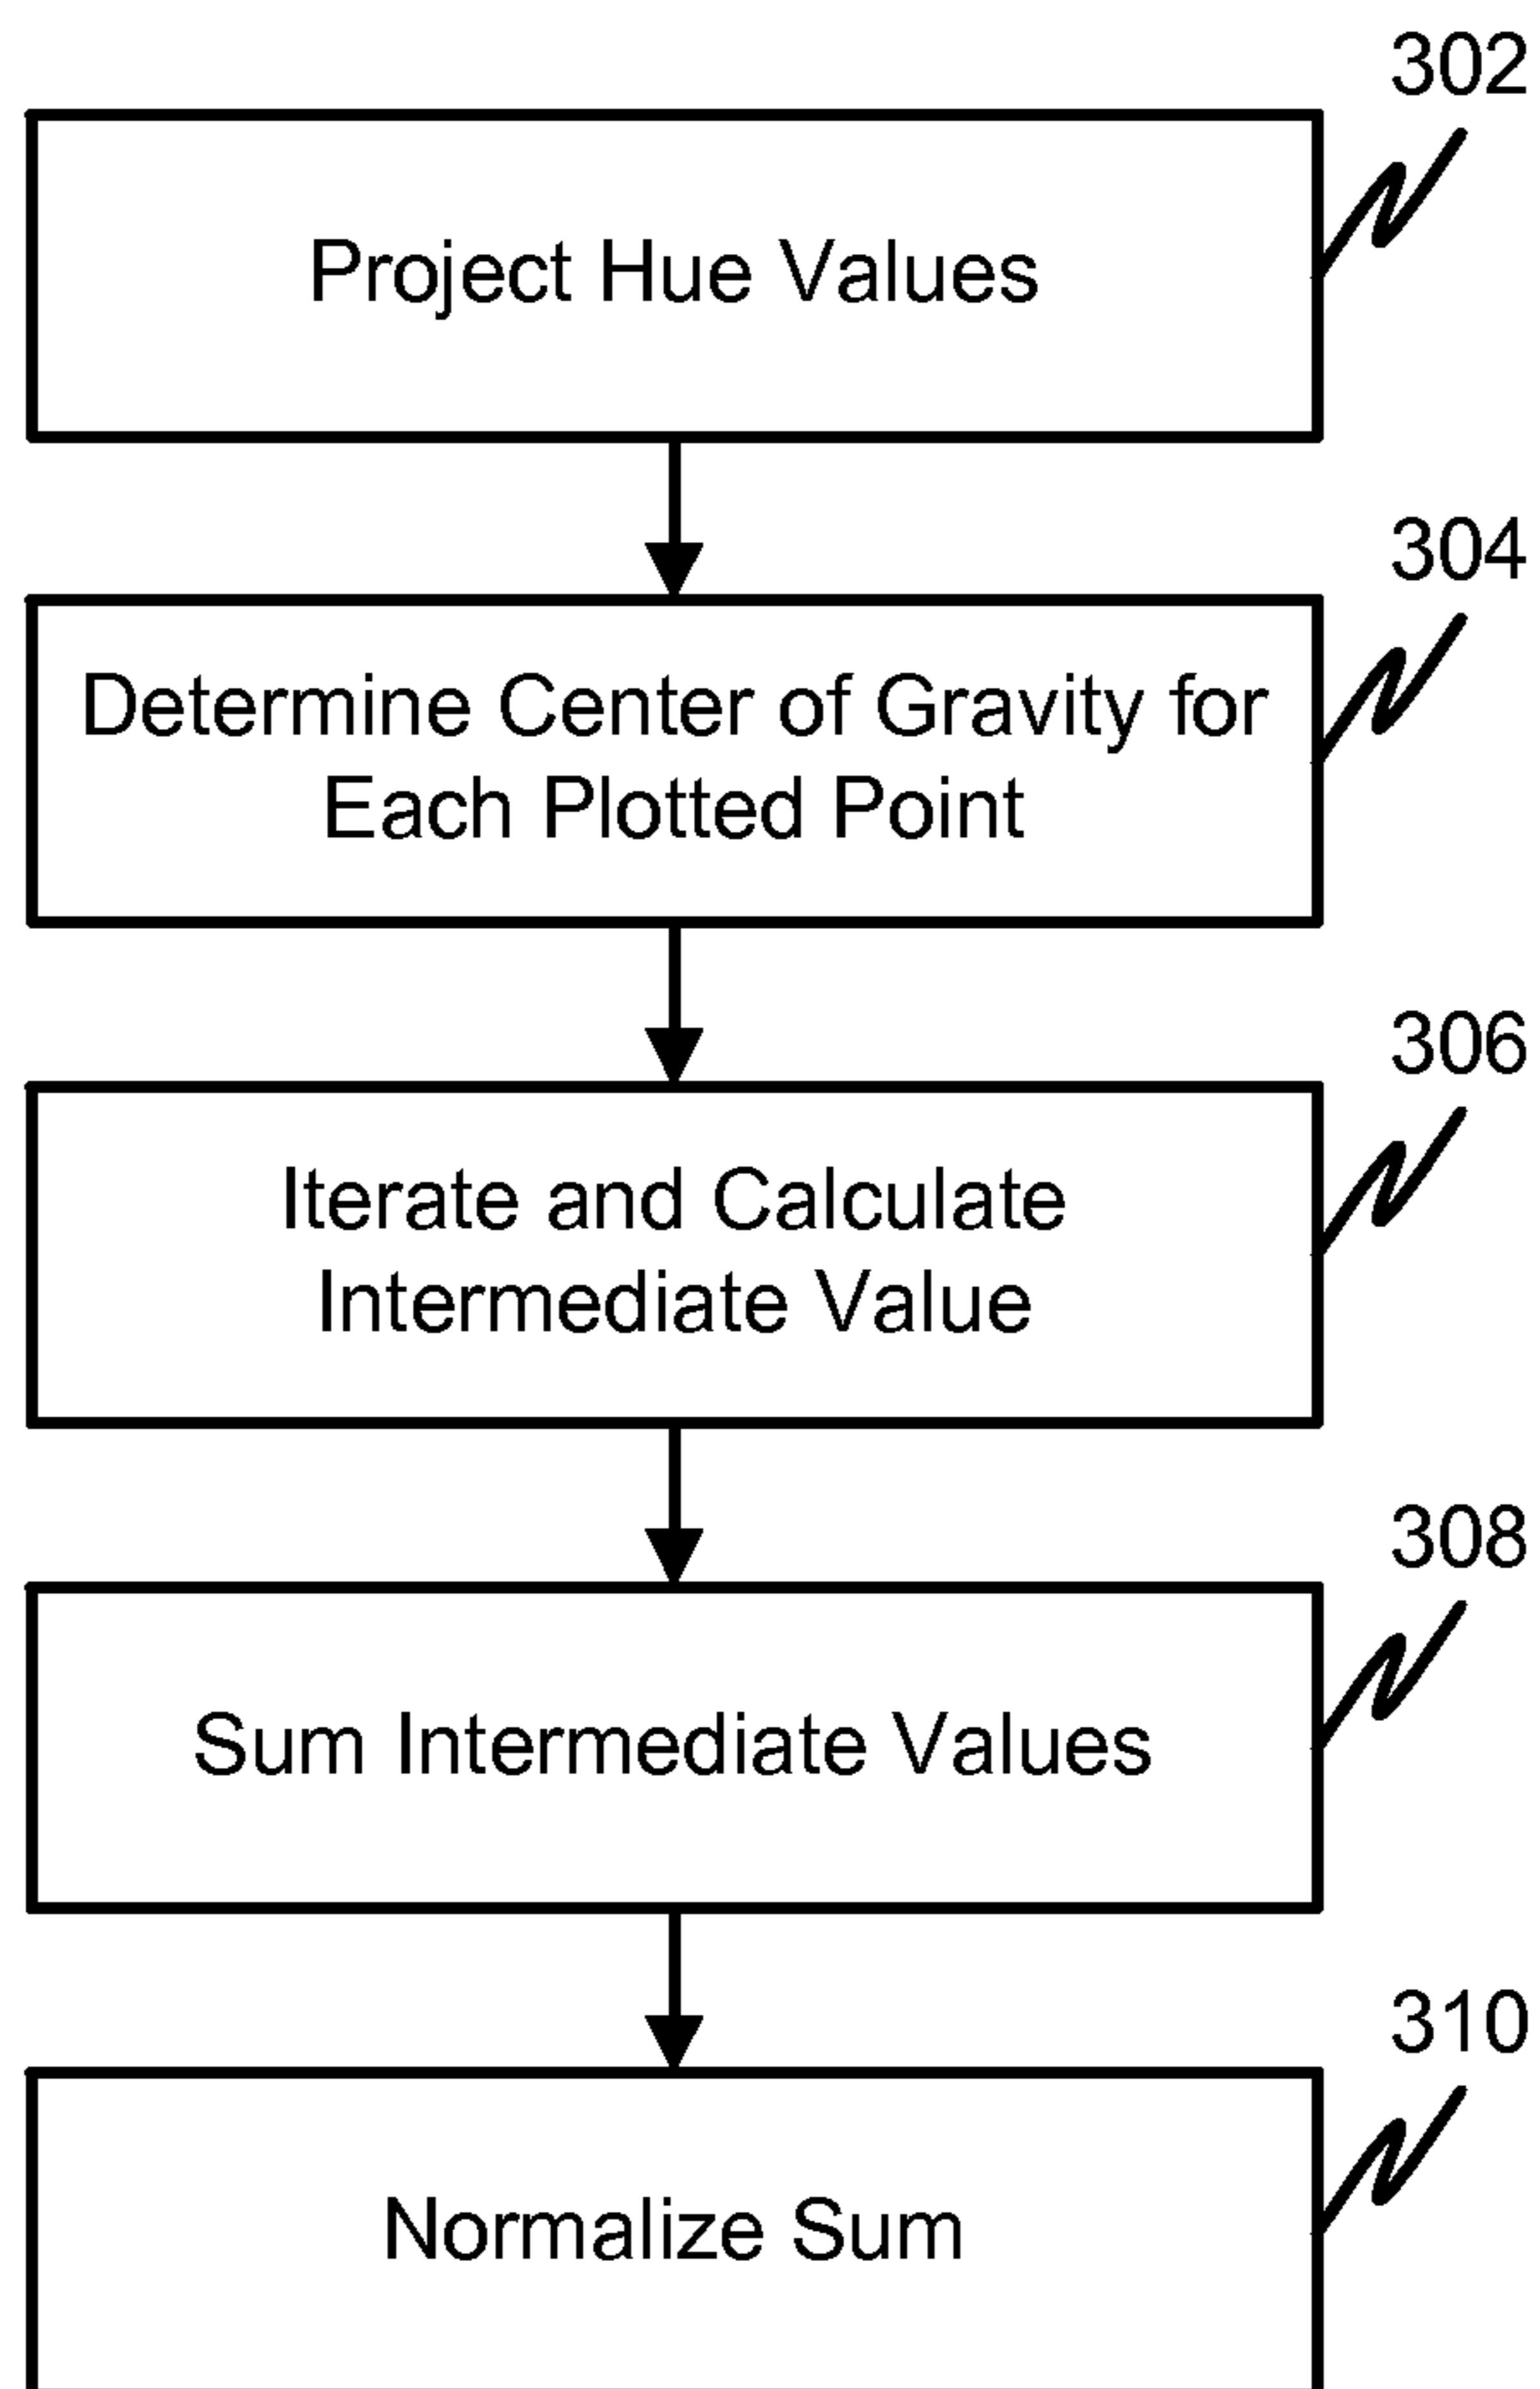 302
Project Hue Values
304
Determine Center of Gravity for
Each Plotted Point
306
Iterate and Calculate
Intermediate Value
308
Sum Intermediate Values
310
Normalize Sum